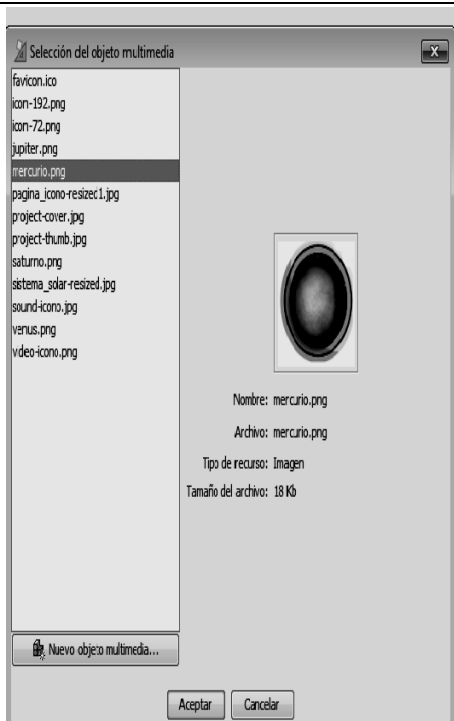 Selección del objeto multimedia
favicon.ico
icon-192.png
icon-72.png
jupiter.png
mercurio.png
pagina_icono-resized1.jpg
project-cover.jpg
project-thumb.jpg
saturno.png
sistema_solar-resized.jpg
sound-icono.jpg
venus.png
video-icono.png
Nombre: mercurio.png
Archivo: mercurio.png
Tipo de recurso: Imagen
Tamaño del archivo: 18 Kb
Nuevo objeto multimedia...
Aceptar Cancelar